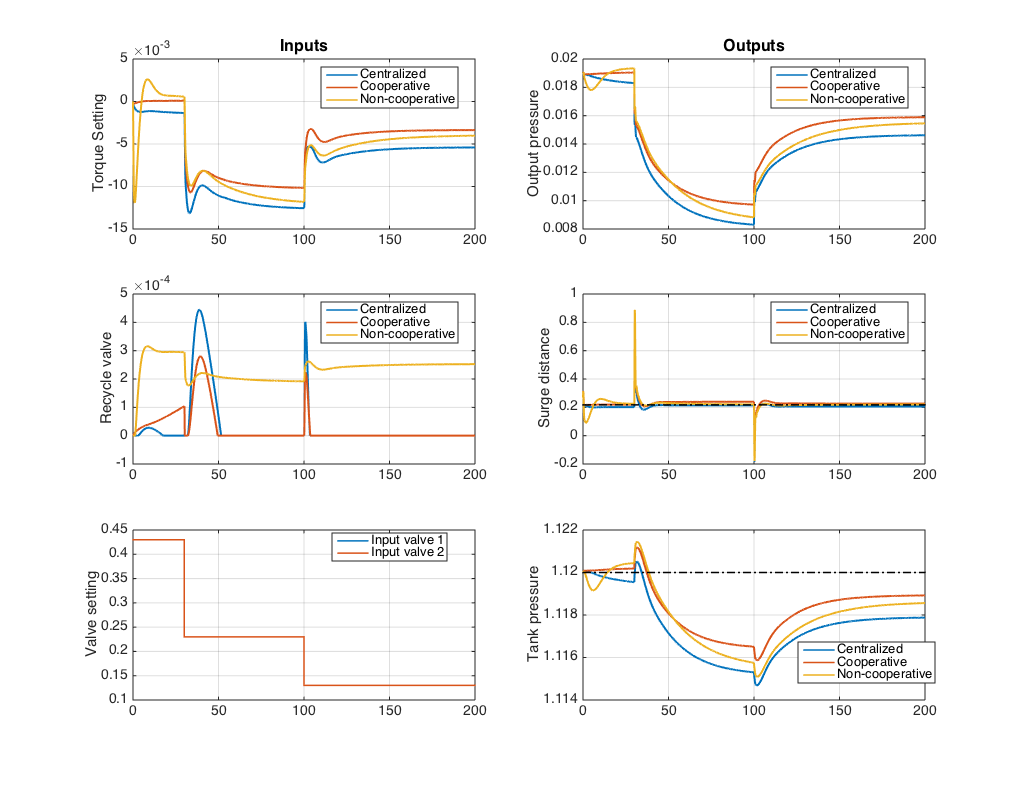 Inputs
×10⁻³
5
0
-5
-10
-15
Torque Setting
Centralized
Cooperative
Non-cooperative
0 50 100 150 200
Outputs
0.02
0.018
0.016
0.014
0.012
0.01
0.008
Output pressure
Centralized
Cooperative
Non-cooperative
0 50 100 150 200
×10⁻⁴
5
4
3
2
1
0
-1
Recycle valve
Centralized
Cooperative
Non-cooperative
0 50 100 150 200
1
0.8
0.6
0.4
0.2
0
-0.2
Surge distance
Centralized
Cooperative
Non-cooperative
0 50 100 150 200
0.45
0.4
0.35
0.3
0.25
0.2
0.15
0.1
Valve setting
Input valve 1
Input valve 2
0 50 100 150 200
1.122
1.12
1.118
1.116
1.114
Tank pressure
Centralized
Cooperative
Non-cooperative
0 50 100 150 200